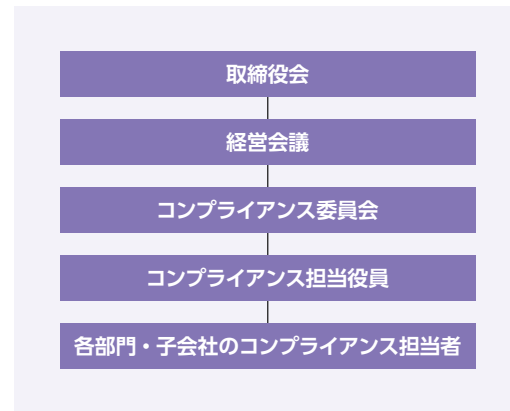 取締役会
経営会議
コンプライアンス委員会
コンプライアンス担当役員
各部門・子会社のコンプライアンス担当者